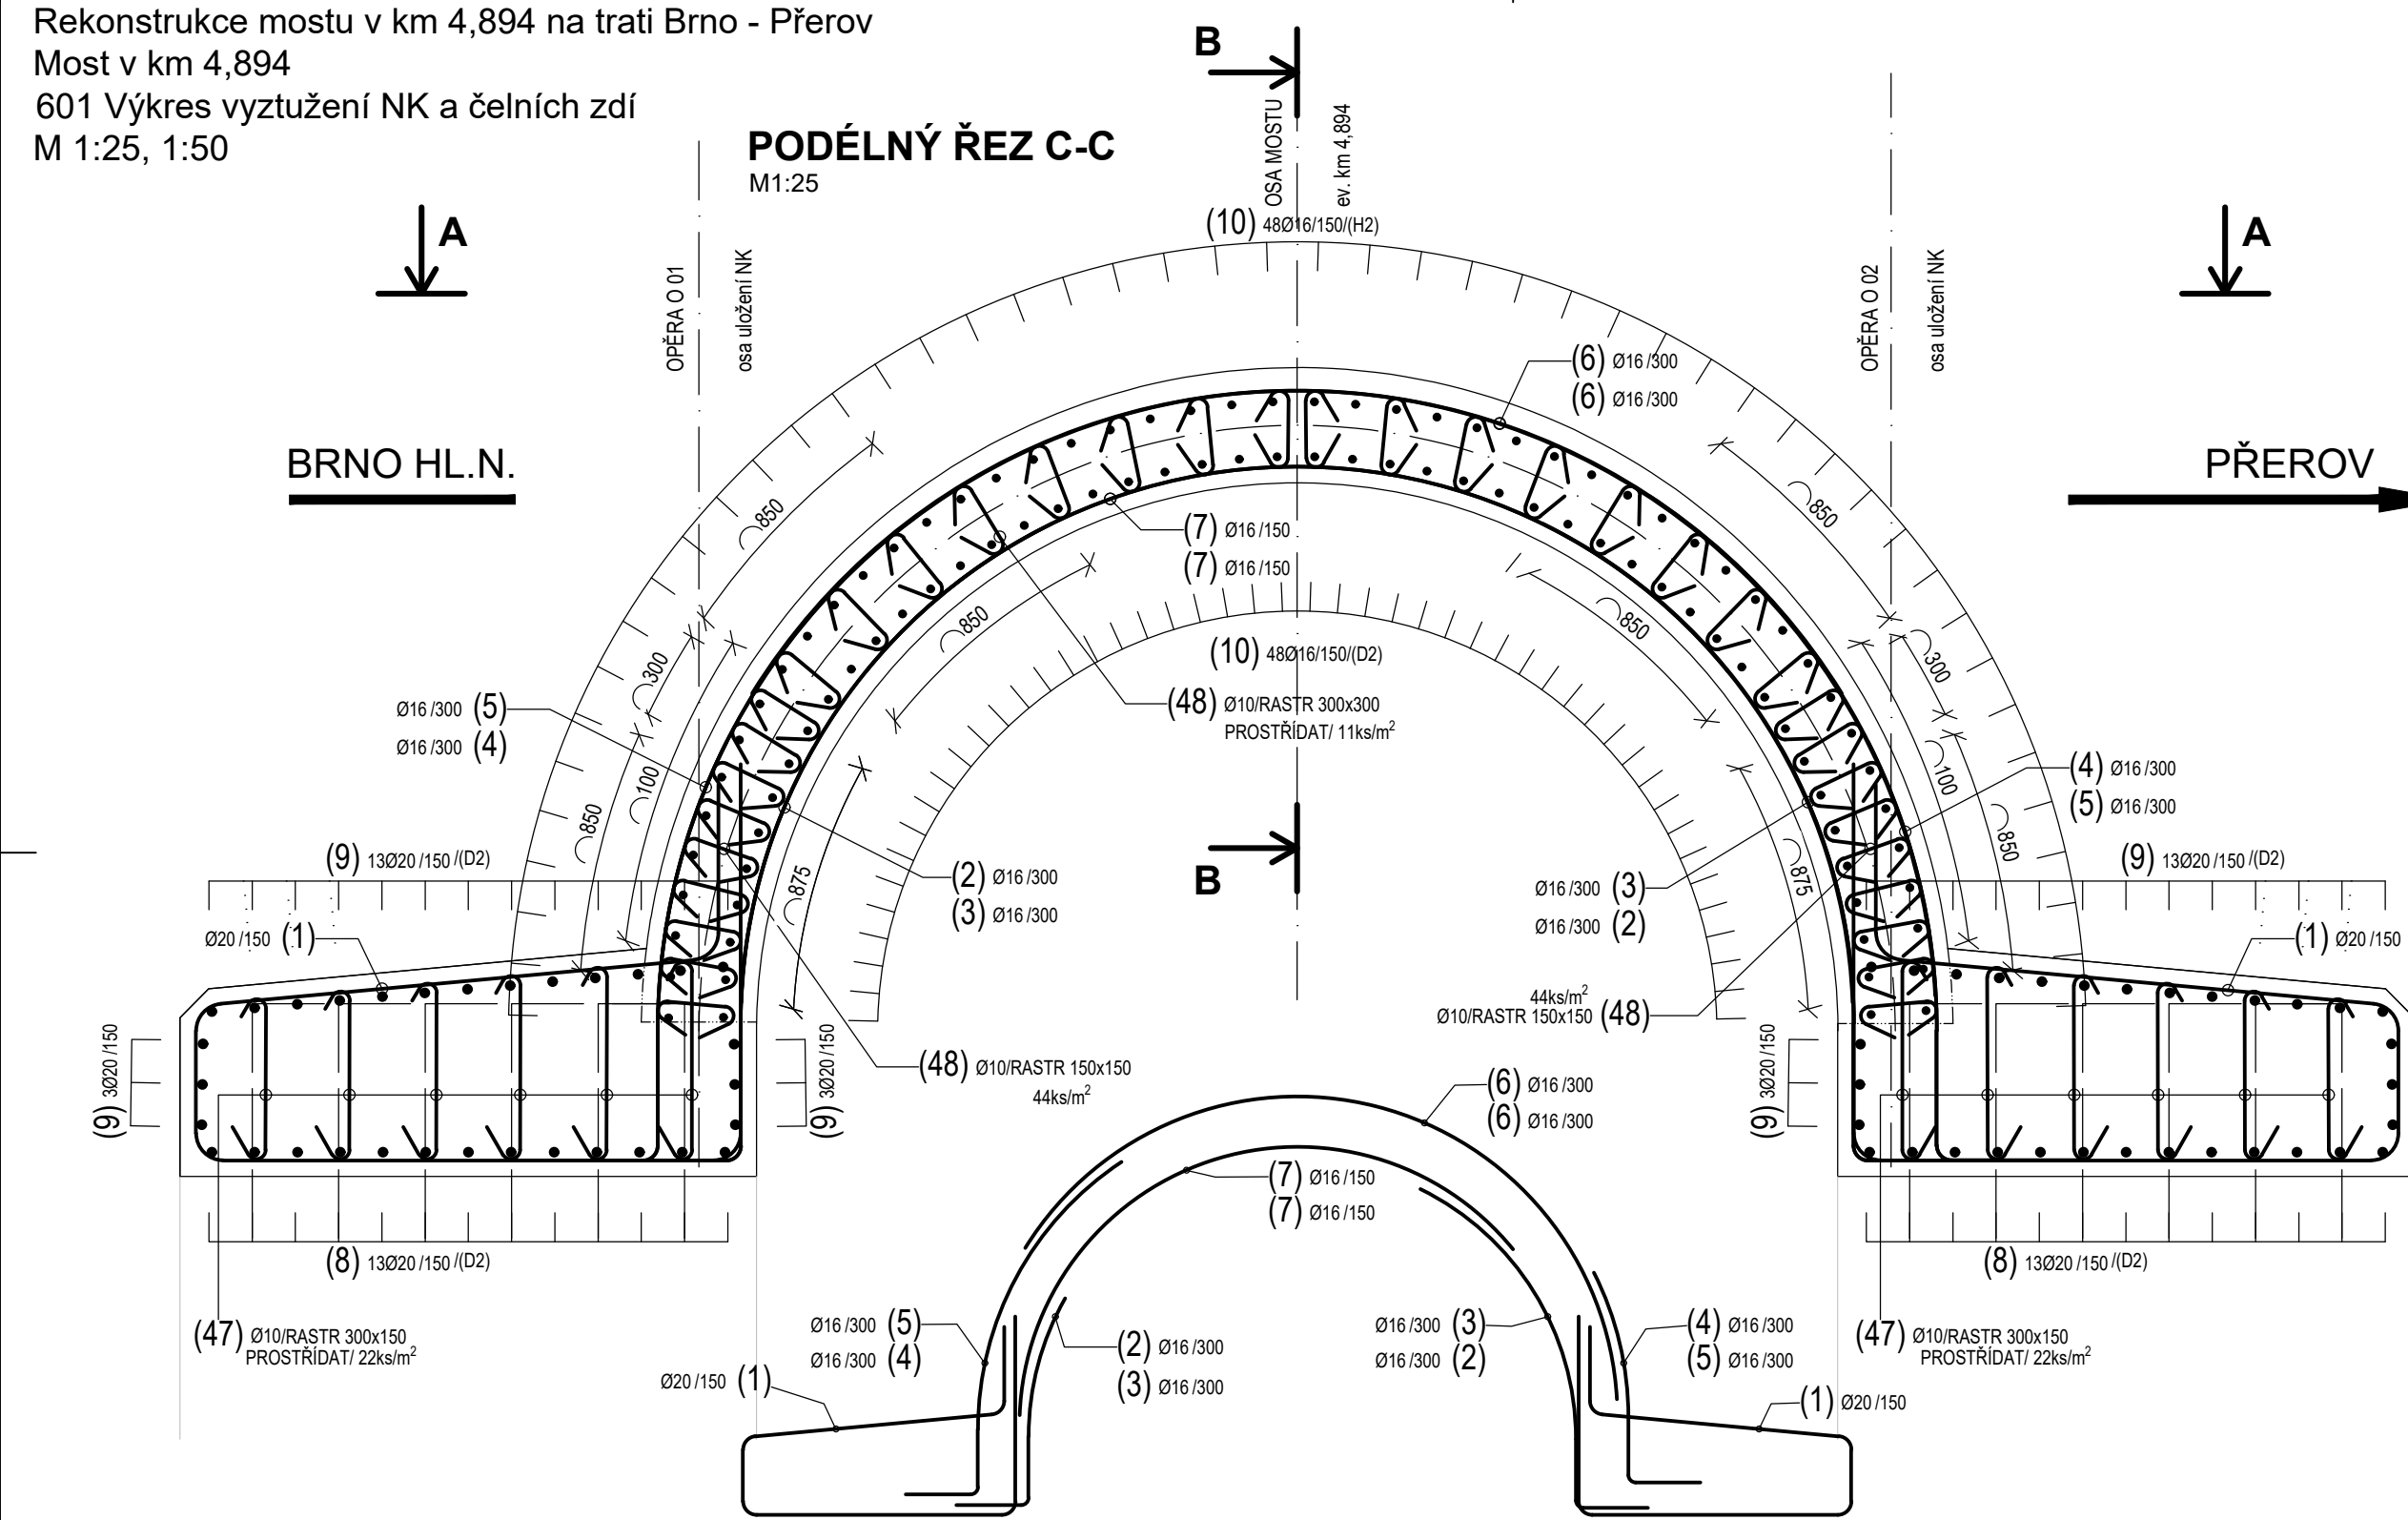 Rekonstrukce mostu v km 4,894 na trati Brno - Přerov
Most v km 4,894
601 Výkres vyztužení NK a čelních zdí
M 1:25, 1:50
PODÉLNÝ ŘEZ C-C
M1:25
B
OSA MOSTU
ev. km 4,894
A
A
OPĚRA O 01
osa uložení NK
OPĚRA O 02
osa uložení NK
(10) 48Ø16/150/(H2)
(6) Ø16 /300
(6) Ø16 /300
BRNO HL.N.
PŘEROV
850
850
(7) Ø16 /150
(7) Ø16 /150
850
850
(10) 48Ø16/150/(D2)
300
300
Ø16 /300 (5)
Ø16 /300 (4)
(48) Ø10/RASTR 300x300
PROSTŘÍDAT/ 11ks/m²
100
100
(4) Ø16 /300
(5) Ø16 /300
850
850
(9) 13Ø20 /150 /(D2)
B
(9) 13Ø20 /150 /(D2)
875
875
(2) Ø16 /300
(3) Ø16 /300
Ø16 /300 (3)
Ø16 /300 (2)
Ø20 /150 (1)
(1) Ø20 /150
44ks/m²
Ø10/RASTR 150x150 (48)
(9) 3Ø20 /150
(9) 3Ø20 /150
(9) 3Ø20 /150
(48) Ø10/RASTR 150x150
44ks/m²
(6) Ø16 /300
(6) Ø16 /300
(7) Ø16 /150
(7) Ø16 /150
(8) 13Ø20 /150 /(D2)
(8) 13Ø20 /150 /(D2)
(47) Ø10/RASTR 300x150
PROSTŘÍDAT/ 22ks/m²
(47) Ø10/RASTR 300x150
PROSTŘÍDAT/ 22ks/m²
Ø16 /300 (5)
Ø16 /300 (4)
(2) Ø16 /300
(3) Ø16 /300
Ø16 /300 (3)
Ø16 /300 (2)
(4) Ø16 /300
(5) Ø16 /300
Ø20 /150 (1)
(1) Ø20 /150